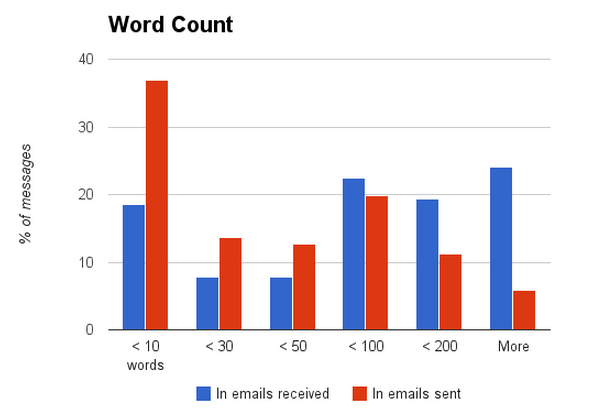 Word Count
40
30
20
10
0
% of messages
< 10 words
< 30
< 50
< 100
< 200
More
In emails received
In emails sent